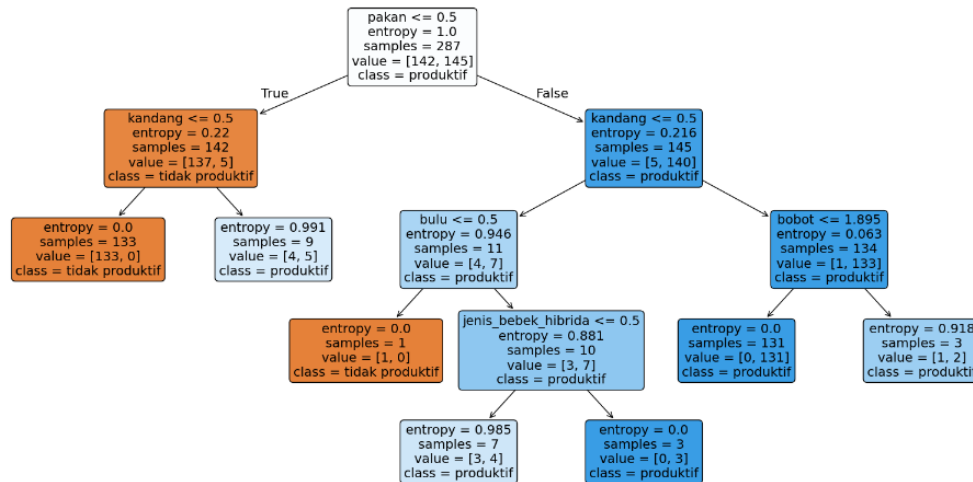 pakan <= 0.5
entropy = 1.0
samples = 287
value = [142, 145]
class = produktif
True
False
kandang <= 0.5
entropy = 0.22
samples = 142
value = [137, 5]
class = tidak produktif
kandang <= 0.5
entropy = 0.216
samples = 145
value = [5, 140]
class = produktif
entropy = 0.0
samples = 133
value = [133, 0]
class = tidak produktif
entropy = 0.991
samples = 9
value = [4, 5]
class = produktif
bulu <= 0.5
entropy = 0.946
samples = 11
value = [4, 7]
class = produktif
bobot <= 1.895
entropy = 0.063
samples = 134
value = [1, 133]
class = produktif
entropy = 0.0
samples = 1
value = [1, 0]
class = tidak produktif
jenis_bebek_hibrida <= 0.5
entropy = 0.881
samples = 10
value = [3, 7]
class = produktif
entropy = 0.0
samples = 131
value = [0, 131]
class = produktif
entropy = 0.918
samples = 3
value = [1, 2]
class = produktif
entropy = 0.985
samples = 7
value = [3, 4]
class = produktif
entropy = 0.0
samples = 3
value = [0, 3]
class = produktif